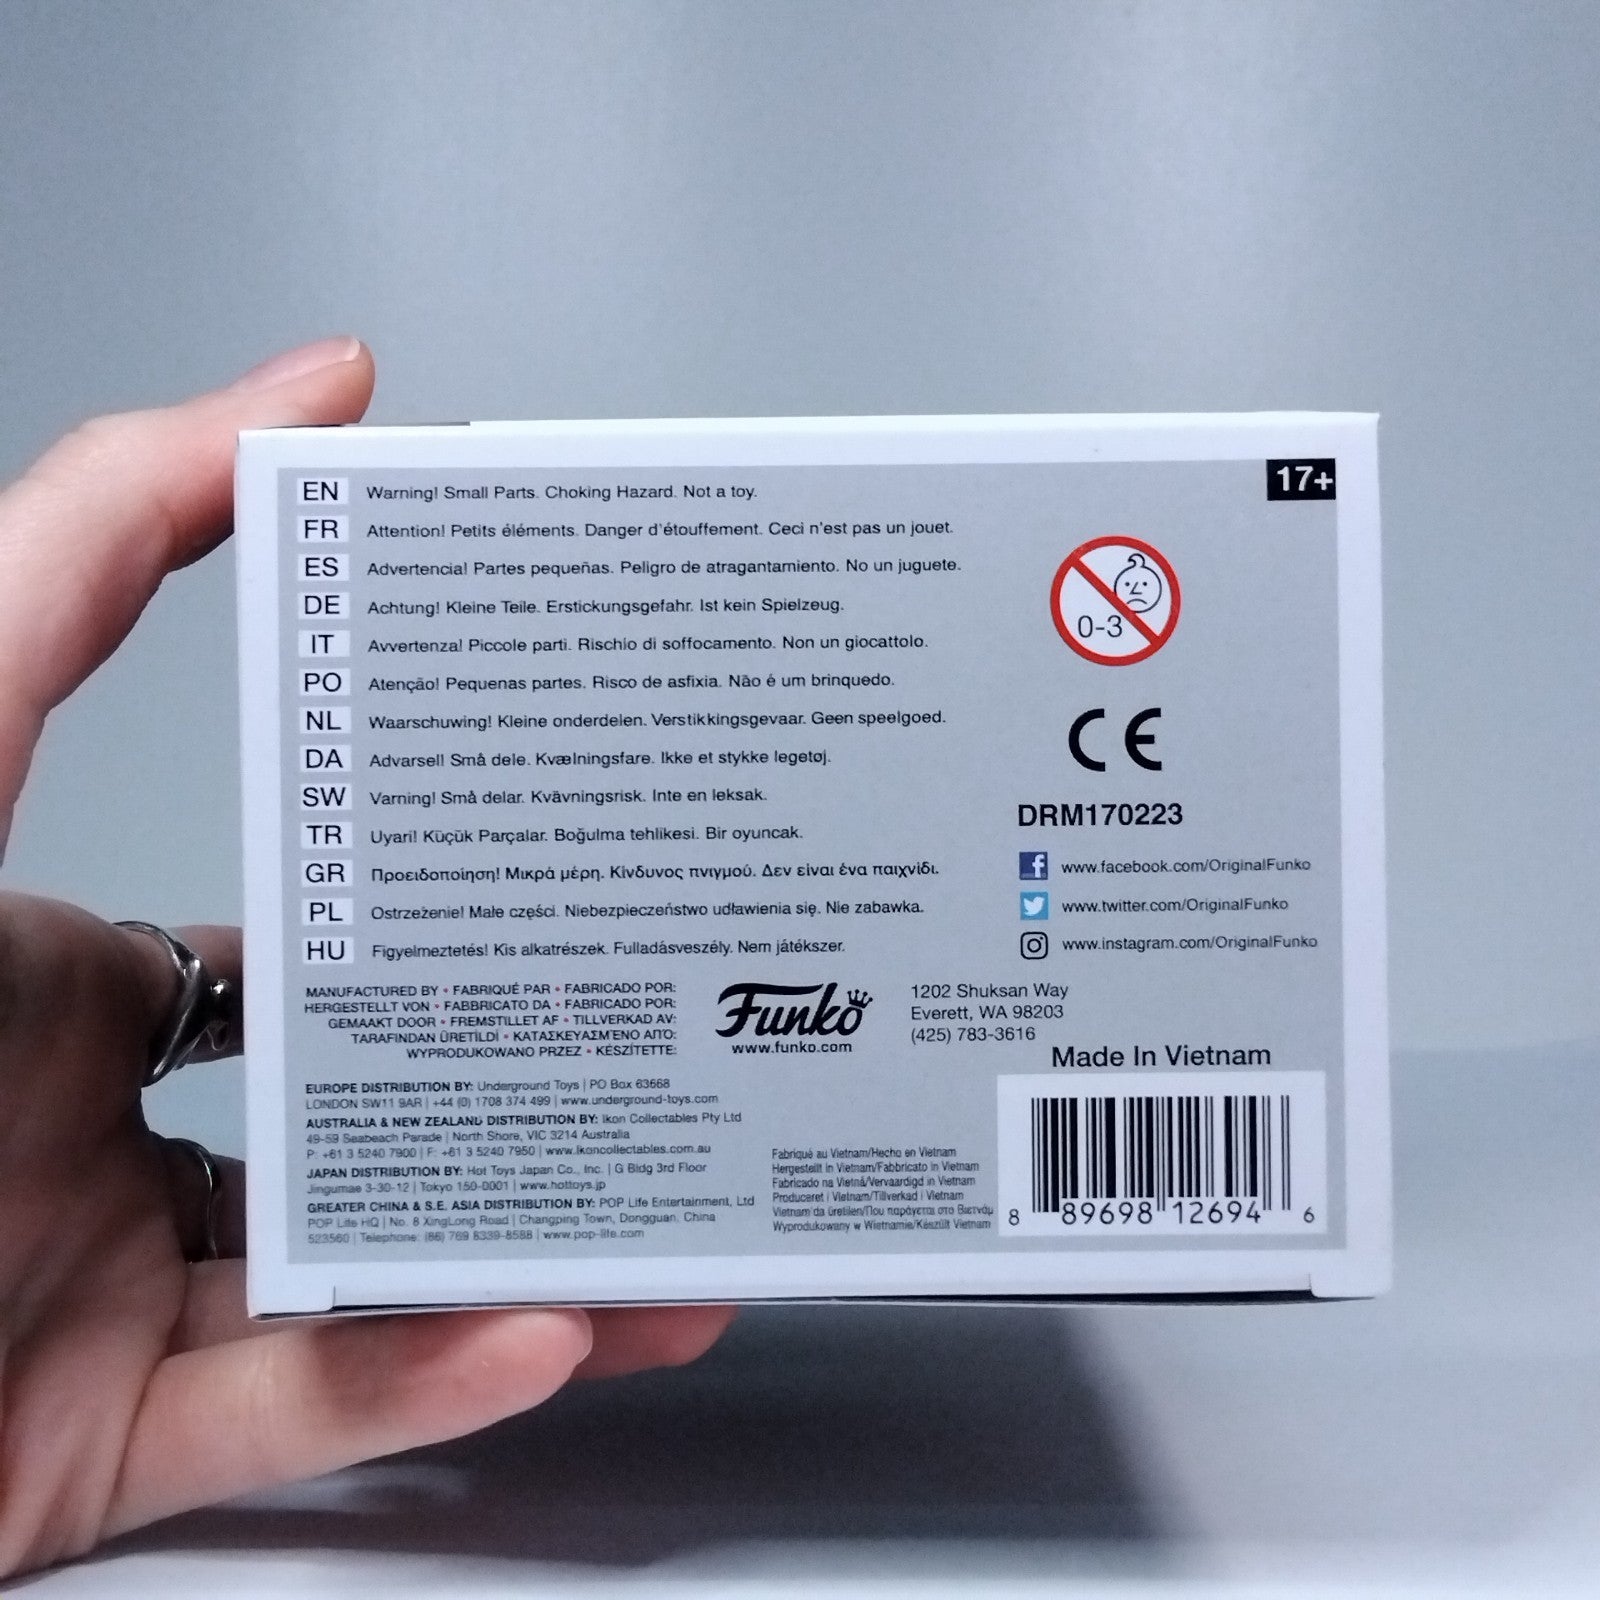 17+
EN Warning! Small Parts. Choking Hazard. Not a toy.
FR Attention! Petits éléments. Danger d'étouffement. Ceci n'est pas un jouet.
ES Advertencia! Partes pequeñas. Peligro de atragantamiento. No un juguete.
DE Achtung! Kleine Teile. Erstickungsgefahr. Ist kein Spielzeug.
IT Avvertenza! Piccole parti. Rischio di soffocamento. Non un giocattolo.
PO Atenção! Pequenas partes. Risco de asfixia. Não é um brinquedo.
NL Waarschuwing! Kleine onderdelen. Verstikkingsgevaar. Geen speelgoed.
DA Advarsel! Små dele. Kvælningsfare. Ikke et stykke legetøj.
SW Varning! Små delar. Kvävningsrisk. Inte en leksak.
TR Uyari! Küçük Parçalar. Boğulma tehlikesi. Bir oyuncak.
GR Προειδοποίηση! Μικρά μέρη. Κίνδυνος πνιγμού. Δεν είναι ένα παιχνίδι.
PL Ostrzeżenie! Małe części. Niebezpieczeństwo udławienia się. Nie zabawka.
HU Figyelmeztetés! Kis alkatrészek. Fulladásveszély. Nem játékszer.
0-3
CE
DRM170223
www.facebook.com/OriginalFunko
www.twitter.com/OriginalFunko
www.instagram.com/OriginalFunko
MANUFACTURED BY • FABRIQUÉ PAR • FABRICADO POR:
HERGESTELLT VON • FABBRICATO DA • FABRICADO POR:
GEMAAKT DOOR • FREMSTILLET AF • TILLVERKAD AV:
TARAFINDAN ÜRETİLDİ • ΚΑΤΑΣΚΕΥΑΣΜΈΝΟ ΑΠΌ:
WYPRODUKOWANO PRZEZ • KÉSZÍTETTE:
Funko
www.funko.com
1202 Shuksan Way
Everett, WA 98203
(425) 783-3616
Made In Vietnam
EUROPE DISTRIBUTION BY: Underground Toys | PO Box 63668
LONDON SW11 9AR | +44 (0) 1708 374 499 | www.underground-toys.com
AUSTRALIA & NEW ZEALAND DISTRIBUTION BY: Ikon Collectables Pty Ltd
49-59 Seabeach Parade | North Shore, VIC 3214 Australia
P: +61 3 5240 7900 | F: +61 3 5240 7950 | www.ikoncollectables.com.au
JAPAN DISTRIBUTION BY: Hot Toys Japan Co., Inc. | G Bldg 3rd Floor
Jingumae 3-30-12 | Tokyo 150-0001 | www.hottoys.jp
GREATER CHINA & S.E. ASIA DISTRIBUTION BY: POP Life Entertainment, Ltd
POP Life HQ | No. 8 XingLong Road | Changping Town, Dongguan, China
523560 | Telephone: (86) 769 8339-8588 | www.pop-life.com
Fabriqué au Vietnam/Hecho en Vietnam
Hergestellt in Vietnam/Fabbricato in Vietnam
Fabricado na Vietnã/Vervaardigd in Vietnam
Produceret i Vietnam/Tillverkad i Vietnam
Vietnam'da üretilen/Που παράγεται στο Βιετνάμ
Wyprodukowany w Wietnamie/Készült Vietnam
8 89698 12694 6